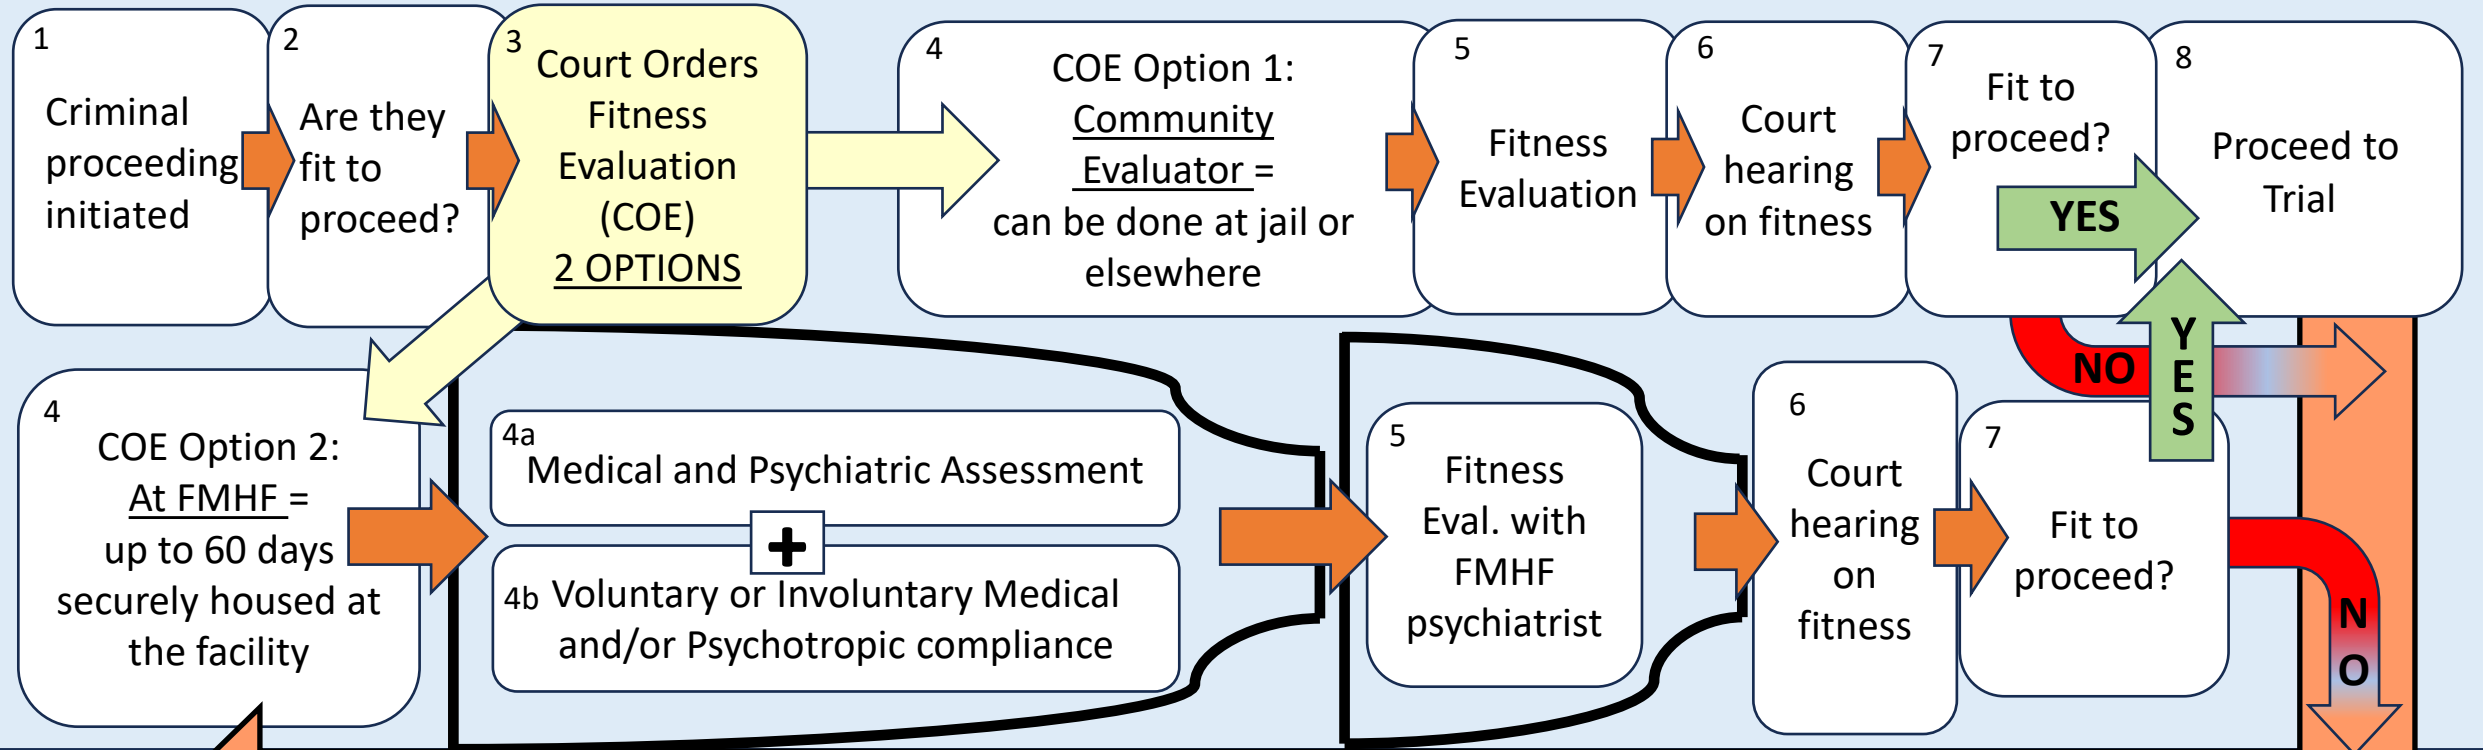 1
Criminal
proceeding
initiated
2
Are they
fit to
proceed?
3
Court Orders
Fitness
Evaluation
(COE)
2 OPTIONS
4
COE Option 1:
Community
Evaluator =
can be done at jail or
elsewhere
5
Fitness
Evaluation
6
Court
hearing
on fitness
7
Fit to
proceed?
YES
8
Proceed to
Trial
NO
YES
4
COE Option 2:
At FMHF =
up to 60 days
securely housed at
the facility
4a
Medical and Psychiatric Assessment
+
4b
Voluntary or Involuntary Medical
and/or Psychotropic compliance
5
Fitness
Eval. with
FMHF
psychiatrist
6
Court
hearing
on
fitness
7
Fit to
proceed?
NO